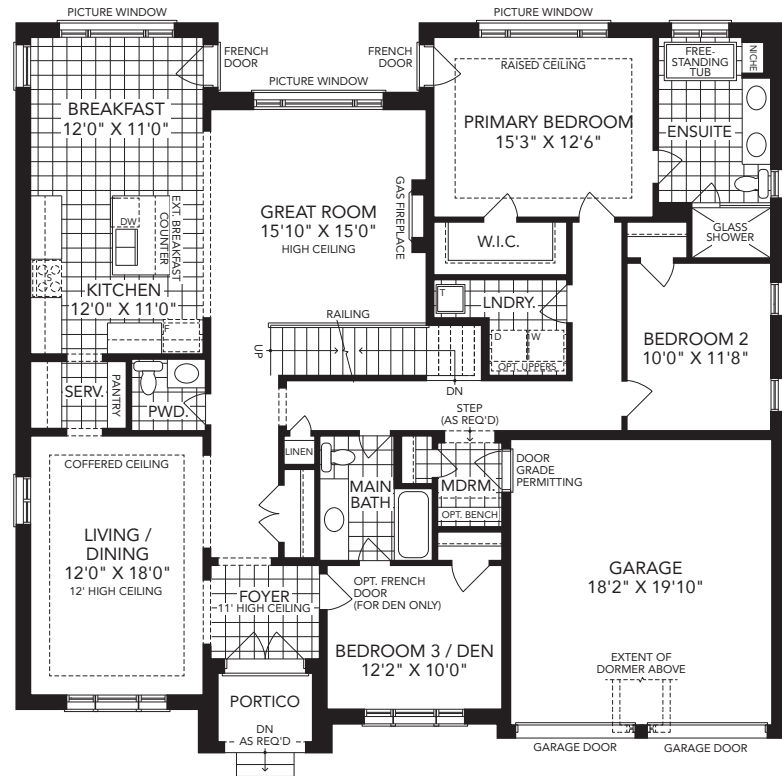 PICTURE WINDOW
PICTURE WINDOW
FRENCH
DOOR
FRENCH
DOOR
PICTURE WINDOW
RAISED CEILING
FREE-
STANDING
TUB
NICHE
BREAKFAST
12'0" X 11'0"
PRIMARY BEDROOM
15'3" X 12'6"
ENSUITE
GREAT ROOM
15'10" X 15'0"
HIGH CEILING
GAS FIREPLACE
EXT. BREAKFAST
COUNTER
DW
S
KITCHEN
12'0" X 11'0"
F
W.I.C.
GLASS
SHOWER
T
LNDRY.
D
W
OPT. UPPERS
BEDROOM 2
10'0" X 11'8"
RAILING
UP
DN
SERV.
PANTRY
PWD.
STEP
(AS REQ'D)
LINEN
MAIN
BATH
MDRM.
OPT. BENCH
DOOR
GRADE
PERMITTING
COFFERED CEILING
LIVING /
DINING
12'0" X 18'0"
12' HIGH CEILING
FOYER
11' HIGH CEILING
OPT. FRENCH
DOOR
(FOR DEN ONLY)
BEDROOM 3 / DEN
12'2" X 10'0"
GARAGE
18'2" X 19'10"
EXTENT OF
DORMER ABOVE
PORTICO
DN
AS REQ'D
GARAGE DOOR
GARAGE DOOR